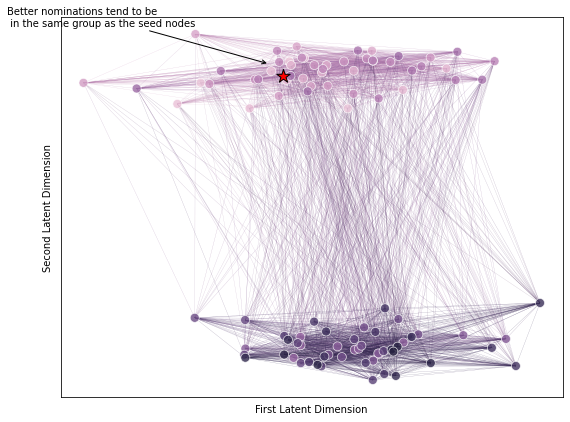 Better nominations tend to be
in the same group as the seed nodes
Second Latent Dimension
First Latent Dimension